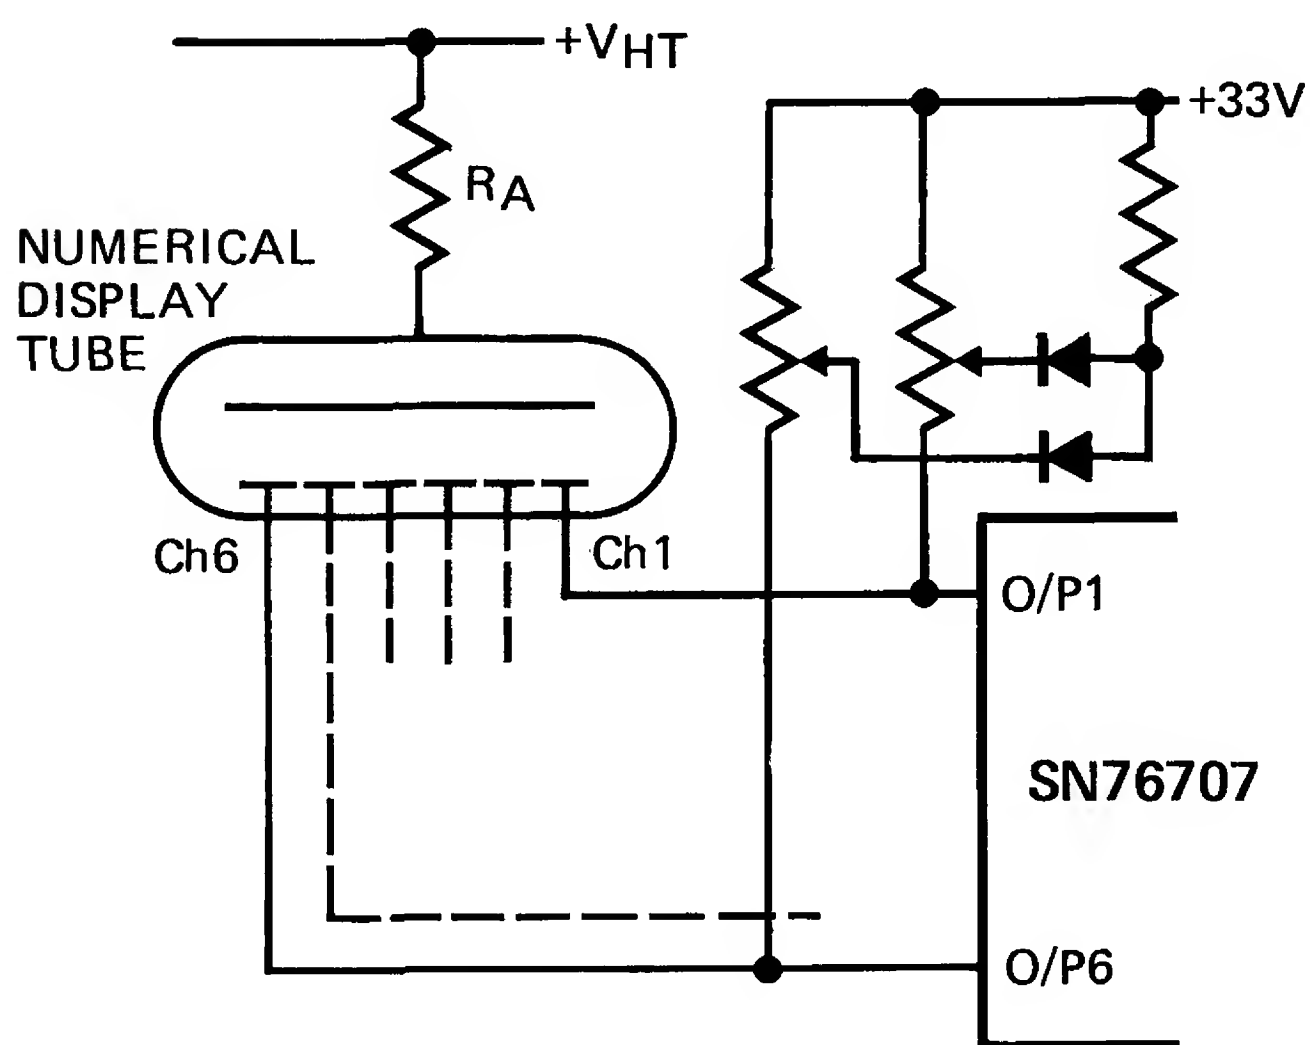 +VHT
+33V
RA
NUMERICAL
DISPLAY
TUBE
Ch6
Ch1
O/P1
SN76707
O/P6